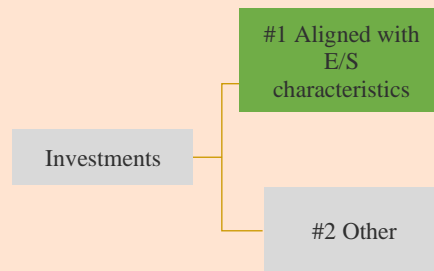 #1 Aligned with
E/S
characteristics
Investments
#2 Other